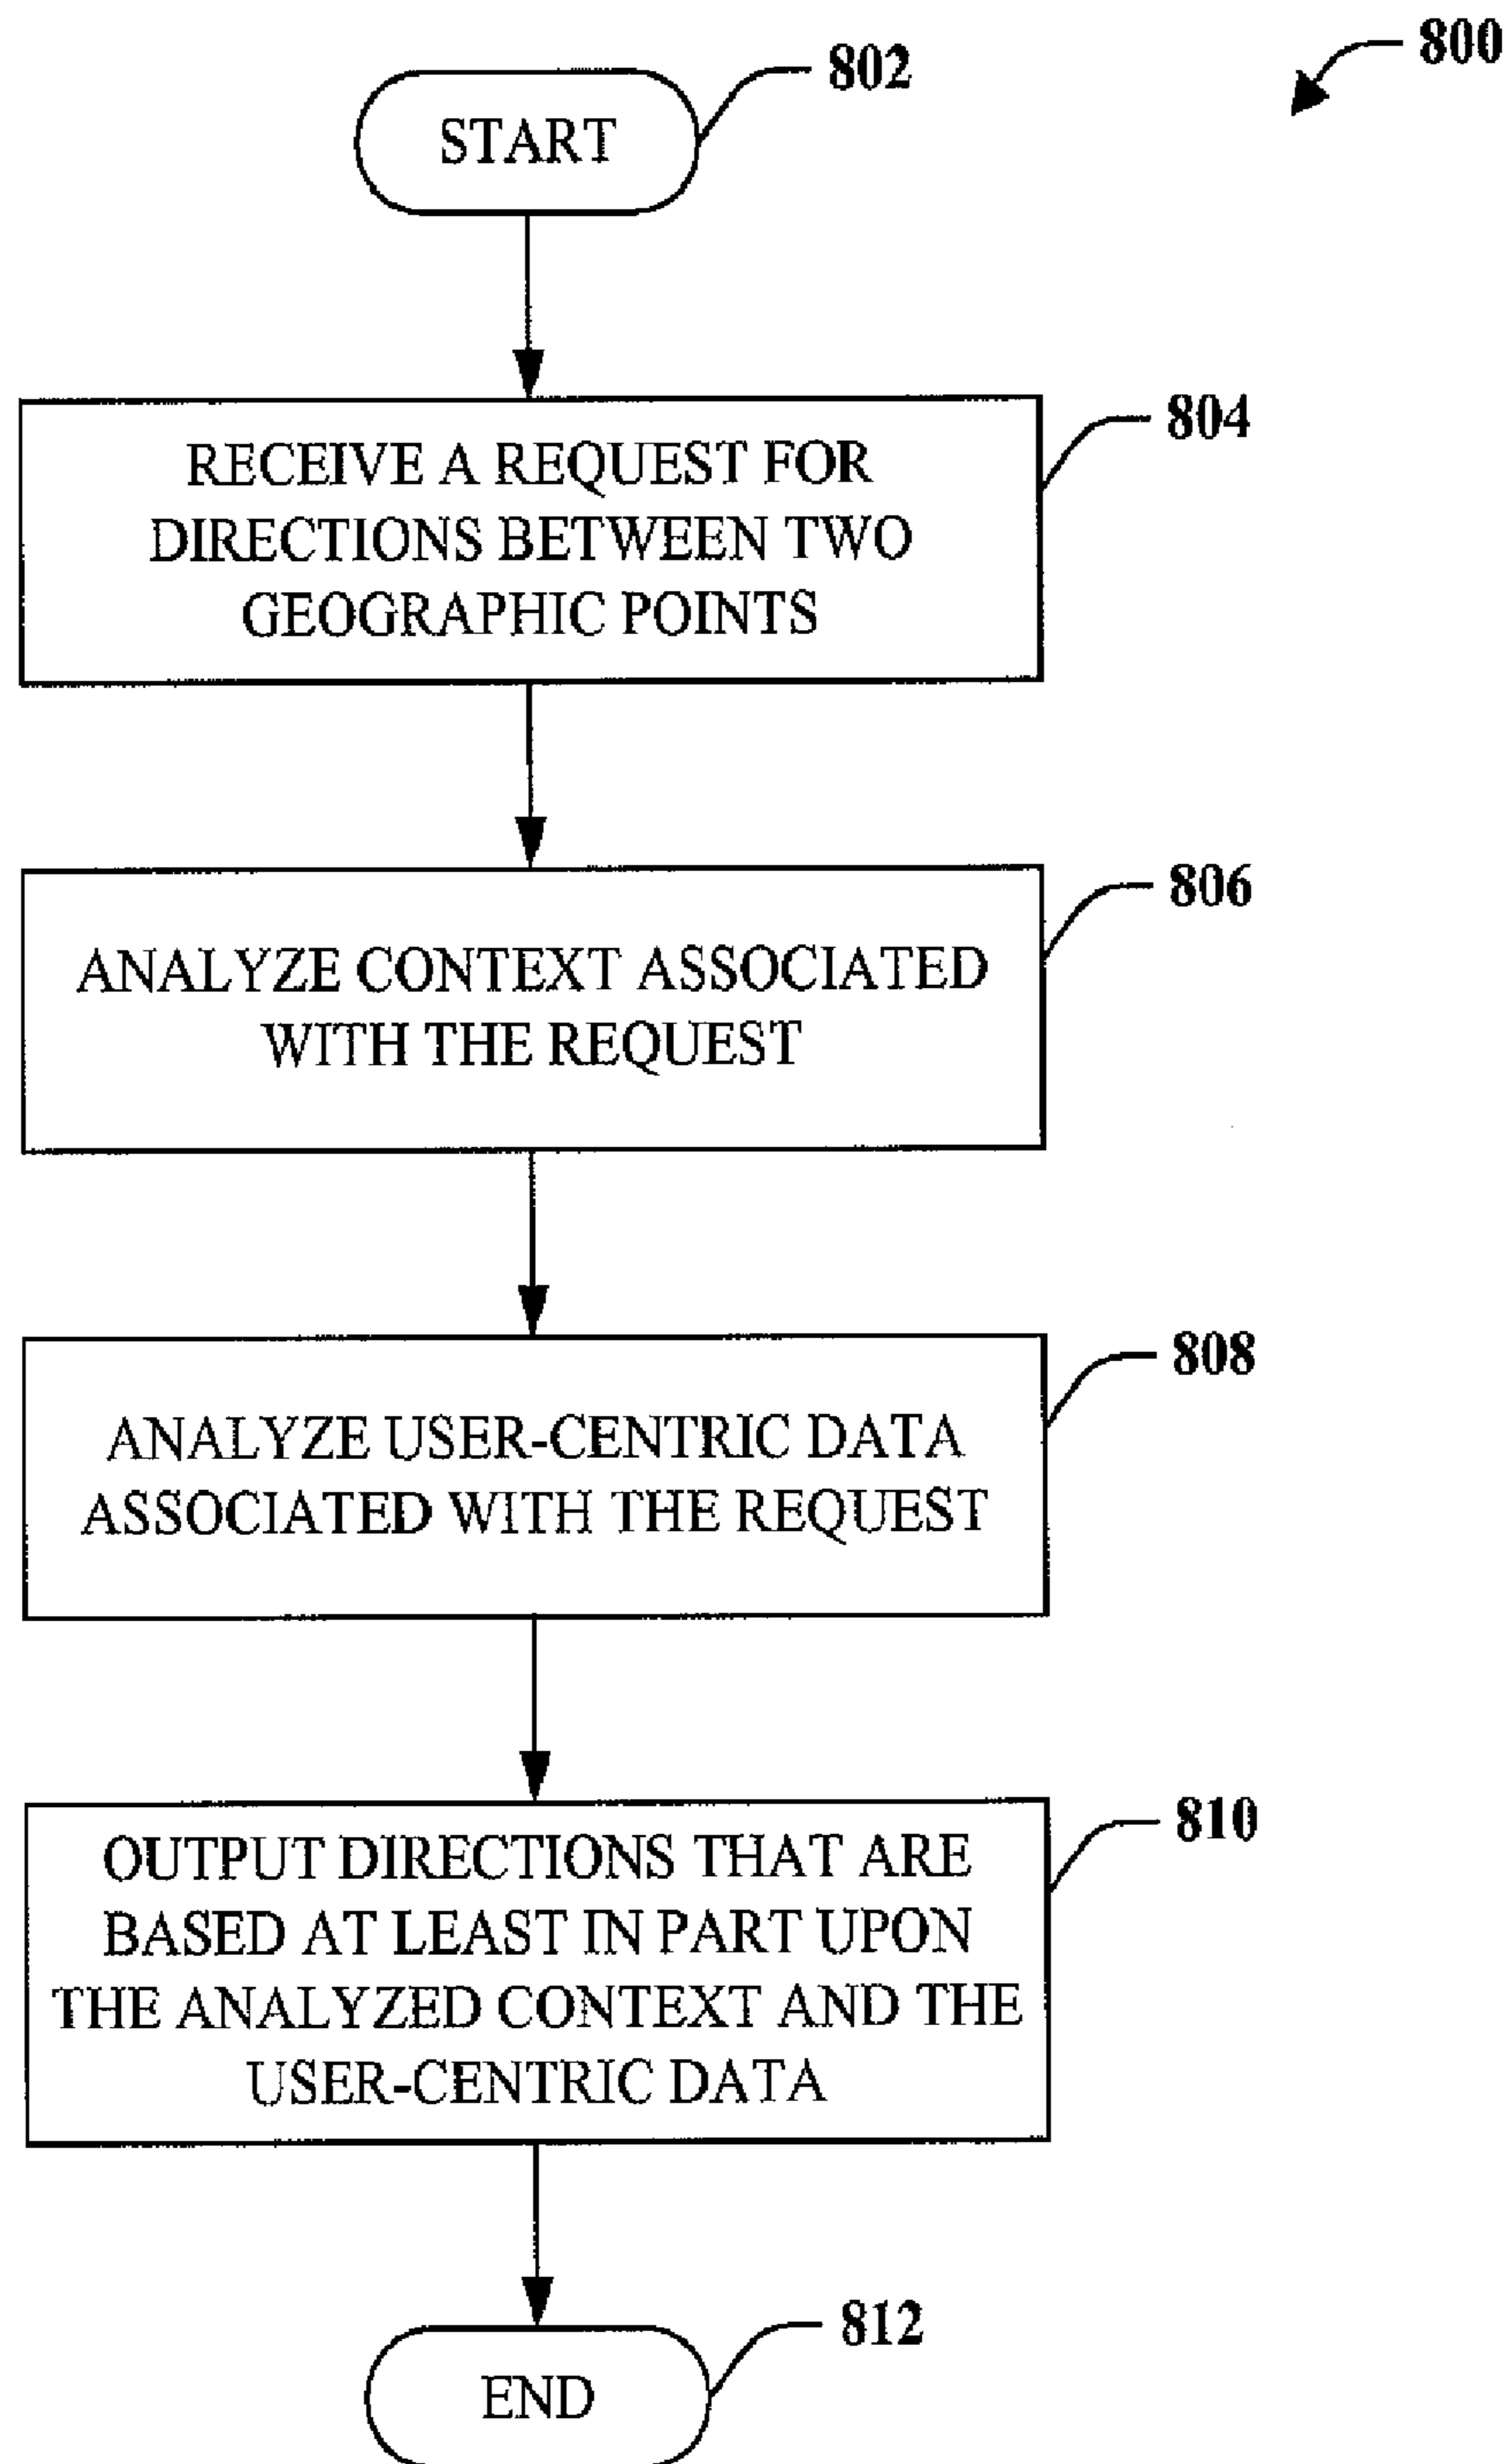 800
802
START
804
RECEIVE A REQUEST FOR
DIRECTIONS BETWEEN TWO
GEOGRAPHIC POINTS
806
ANALYZE CONTEXT ASSOCIATED
WITH THE REQUEST
808
ANALYZE USER-CENTRIC DATA
ASSOCIATED WITH THE REQUEST
810
OUTPUT DIRECTIONS THAT ARE
BASED AT LEAST IN PART UPON
THE ANALYZED CONTEXT AND THE
USER-CENTRIC DATA
812
END